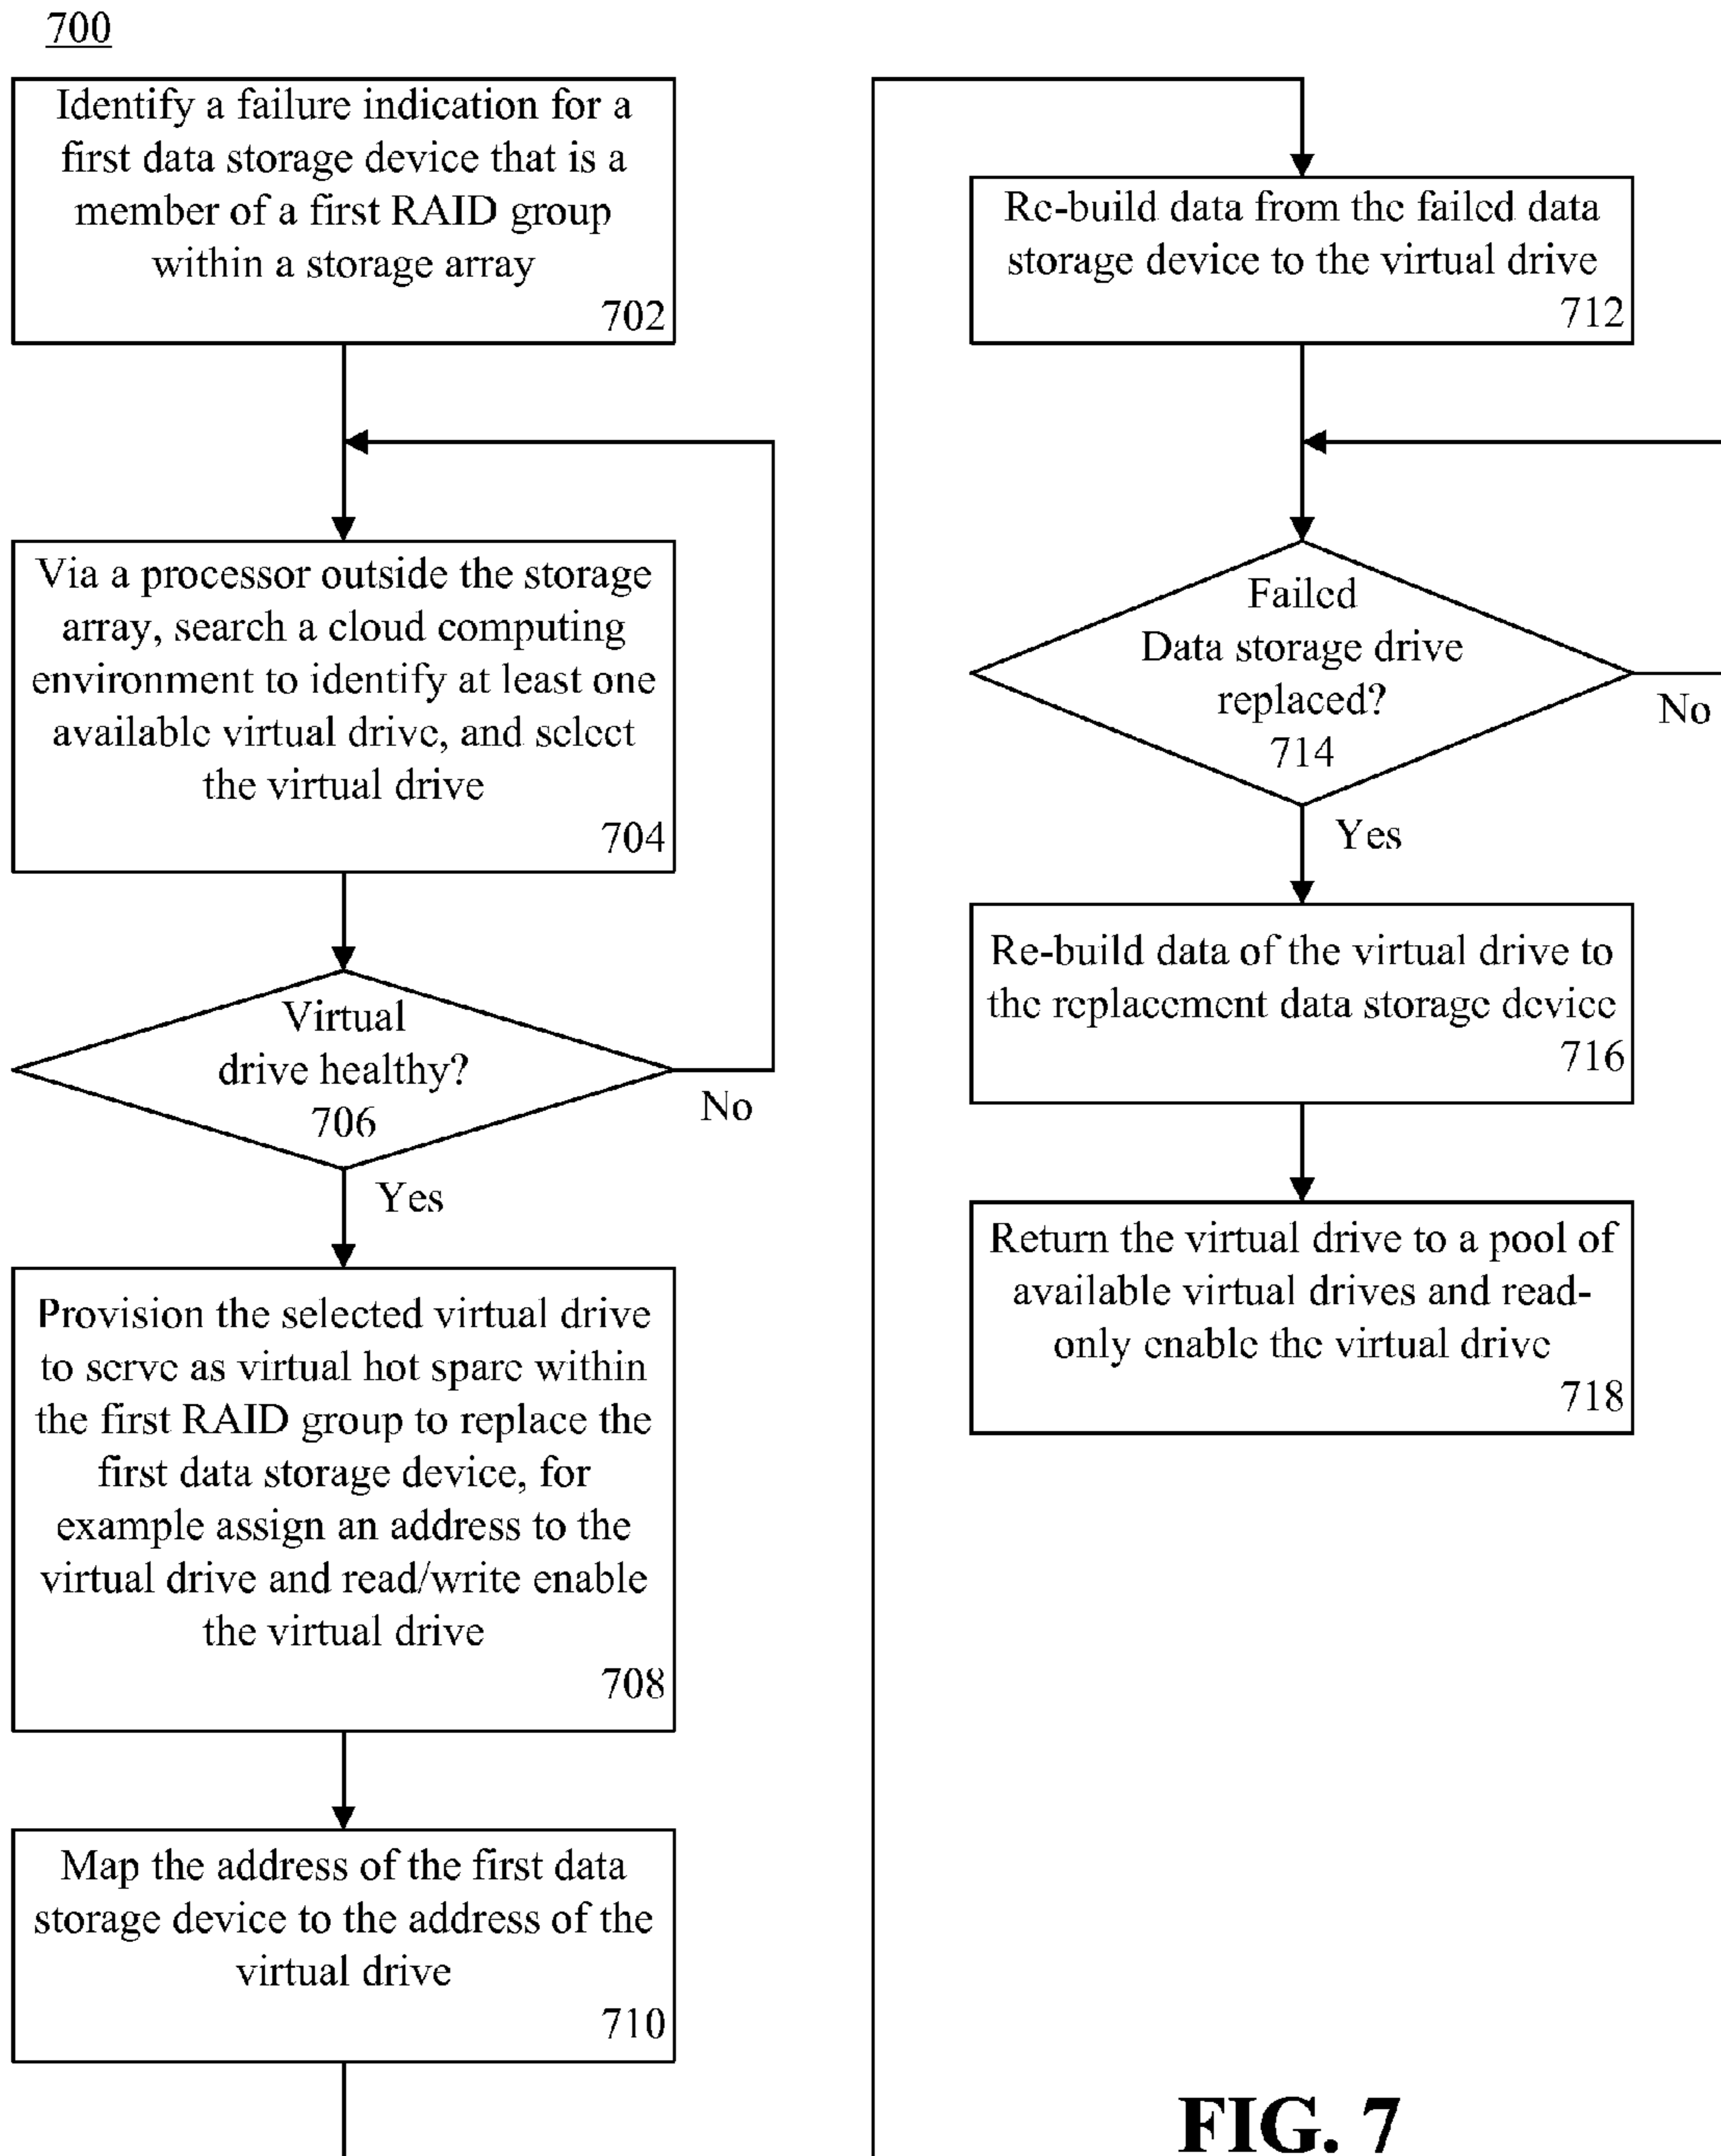 700
Identify a failure indication for a
first data storage device that is a
member of a first RAID group
within a storage array
702
Via a processor outside the storage
array, search a cloud computing
environment to identify at least one
available virtual drive, and select
the virtual drive
704
Virtual
drive healthy?
706
No
Yes
Provision the selected virtual drive
to serve as virtual hot spare within
the first RAID group to replace the
first data storage device, for
example assign an address to the
virtual drive and read/write enable
the virtual drive
708
Map the address of the first data
storage device to the address of the
virtual drive
710
Re-build data from the failed data
storage device to the virtual drive
712
Failed
Data storage drive
replaced?
714
No
Yes
Re-build data of the virtual drive to
the replacement data storage device
716
Return the virtual drive to a pool of
available virtual drives and read-
only enable the virtual drive
718
FIG. 7